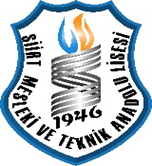 SİİRT MESLEKİ VE TEKNİK ANADOLU LİSESİ
1946